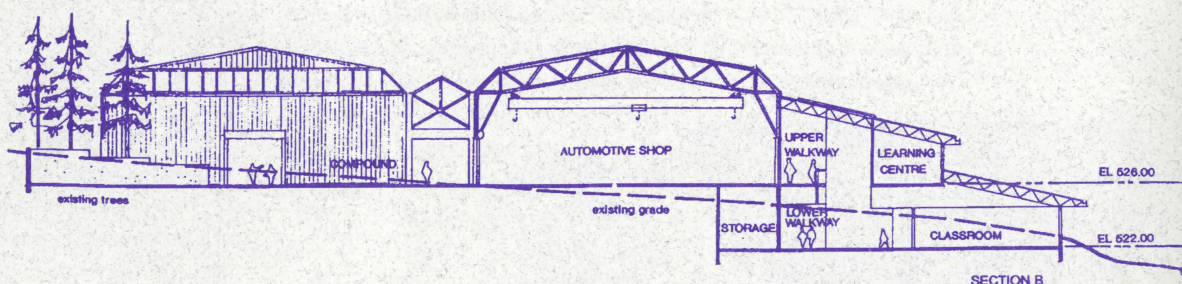 COMPOUND
AUTOMOTIVE SHOP
UPPER
WALKWAY
LEARNING
CENTRE
EL 526.00
existing trees
existing grade
STORAGE
LOWER
WALKWAY
CLASSROOM
EL 522.00
SECTION B